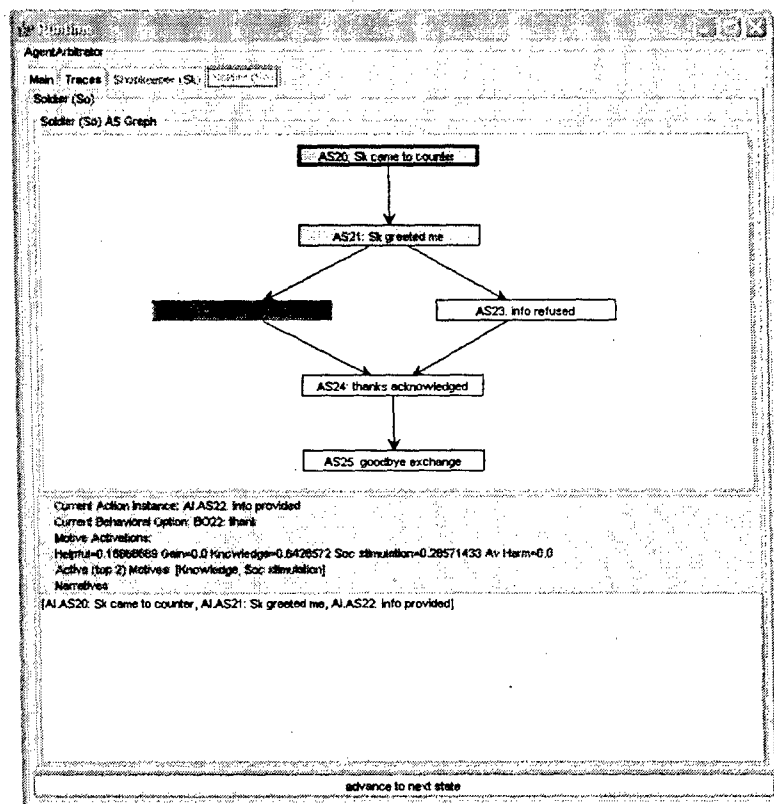 AgentArbitrator
Main Traces Shopkeeper (Sk)
Soldier (So)
Soldier (So) AS Graph
AS20: Sk came to counter
AS21: Sk greeted me
AS23. info refused
AS24: thanks acknowledged
AS25. goodbye exchange
Current Action Instance: AI.AS22. info provided
Current Behavioral Option: BO22: thank
Motive Activations:
Helpful=0.16666669 Gain=0.0 Knowledge=0.6428572 Soc stimulation=0.28571433 Av Harm=0.0
Active (top 2) Motives: [Knowledge, Soc stimulation]
Narratives
[AI.AS20: Sk came to counter, AI.AS21: Sk greeted me, AI.AS22. info provided]
advance to next state